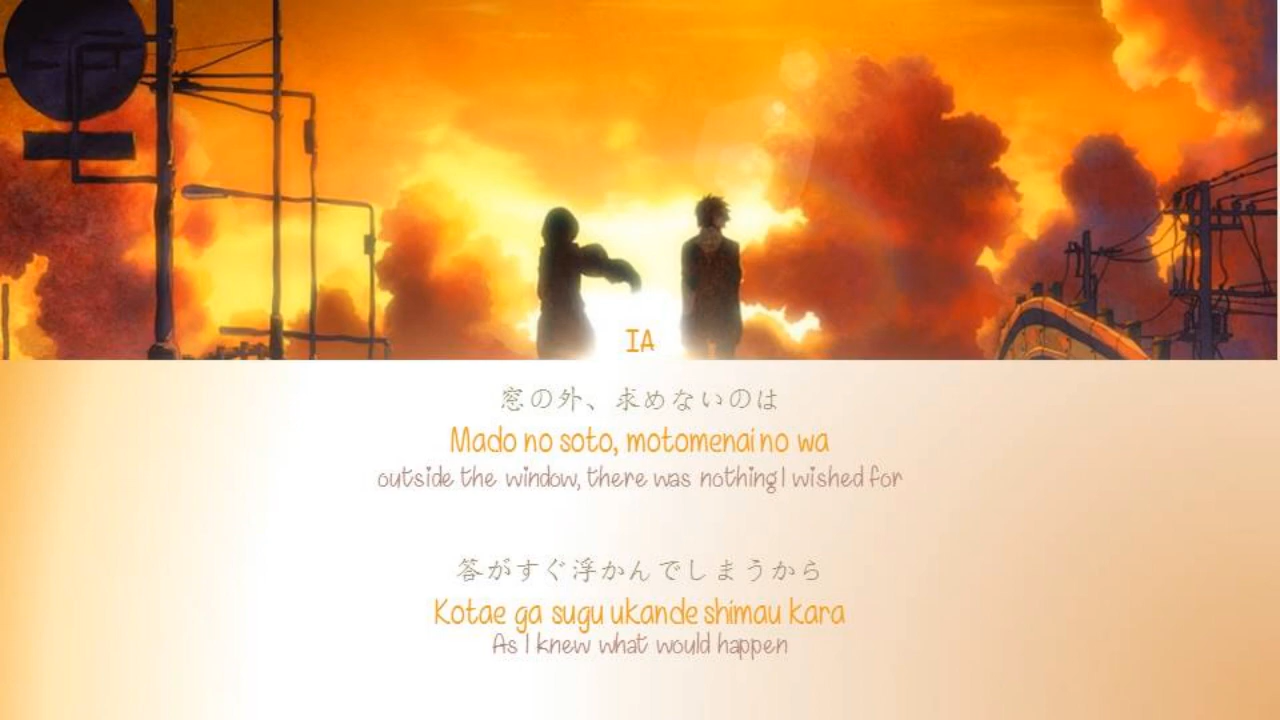 IA
窓の外、求めないのは
Mado no soto, motomenai no wa
outside the window, there was nothing I wished for
答がすぐ浮かんでしまうから
Kotae ga sugu ukande shimau kara
As I knew what would happen